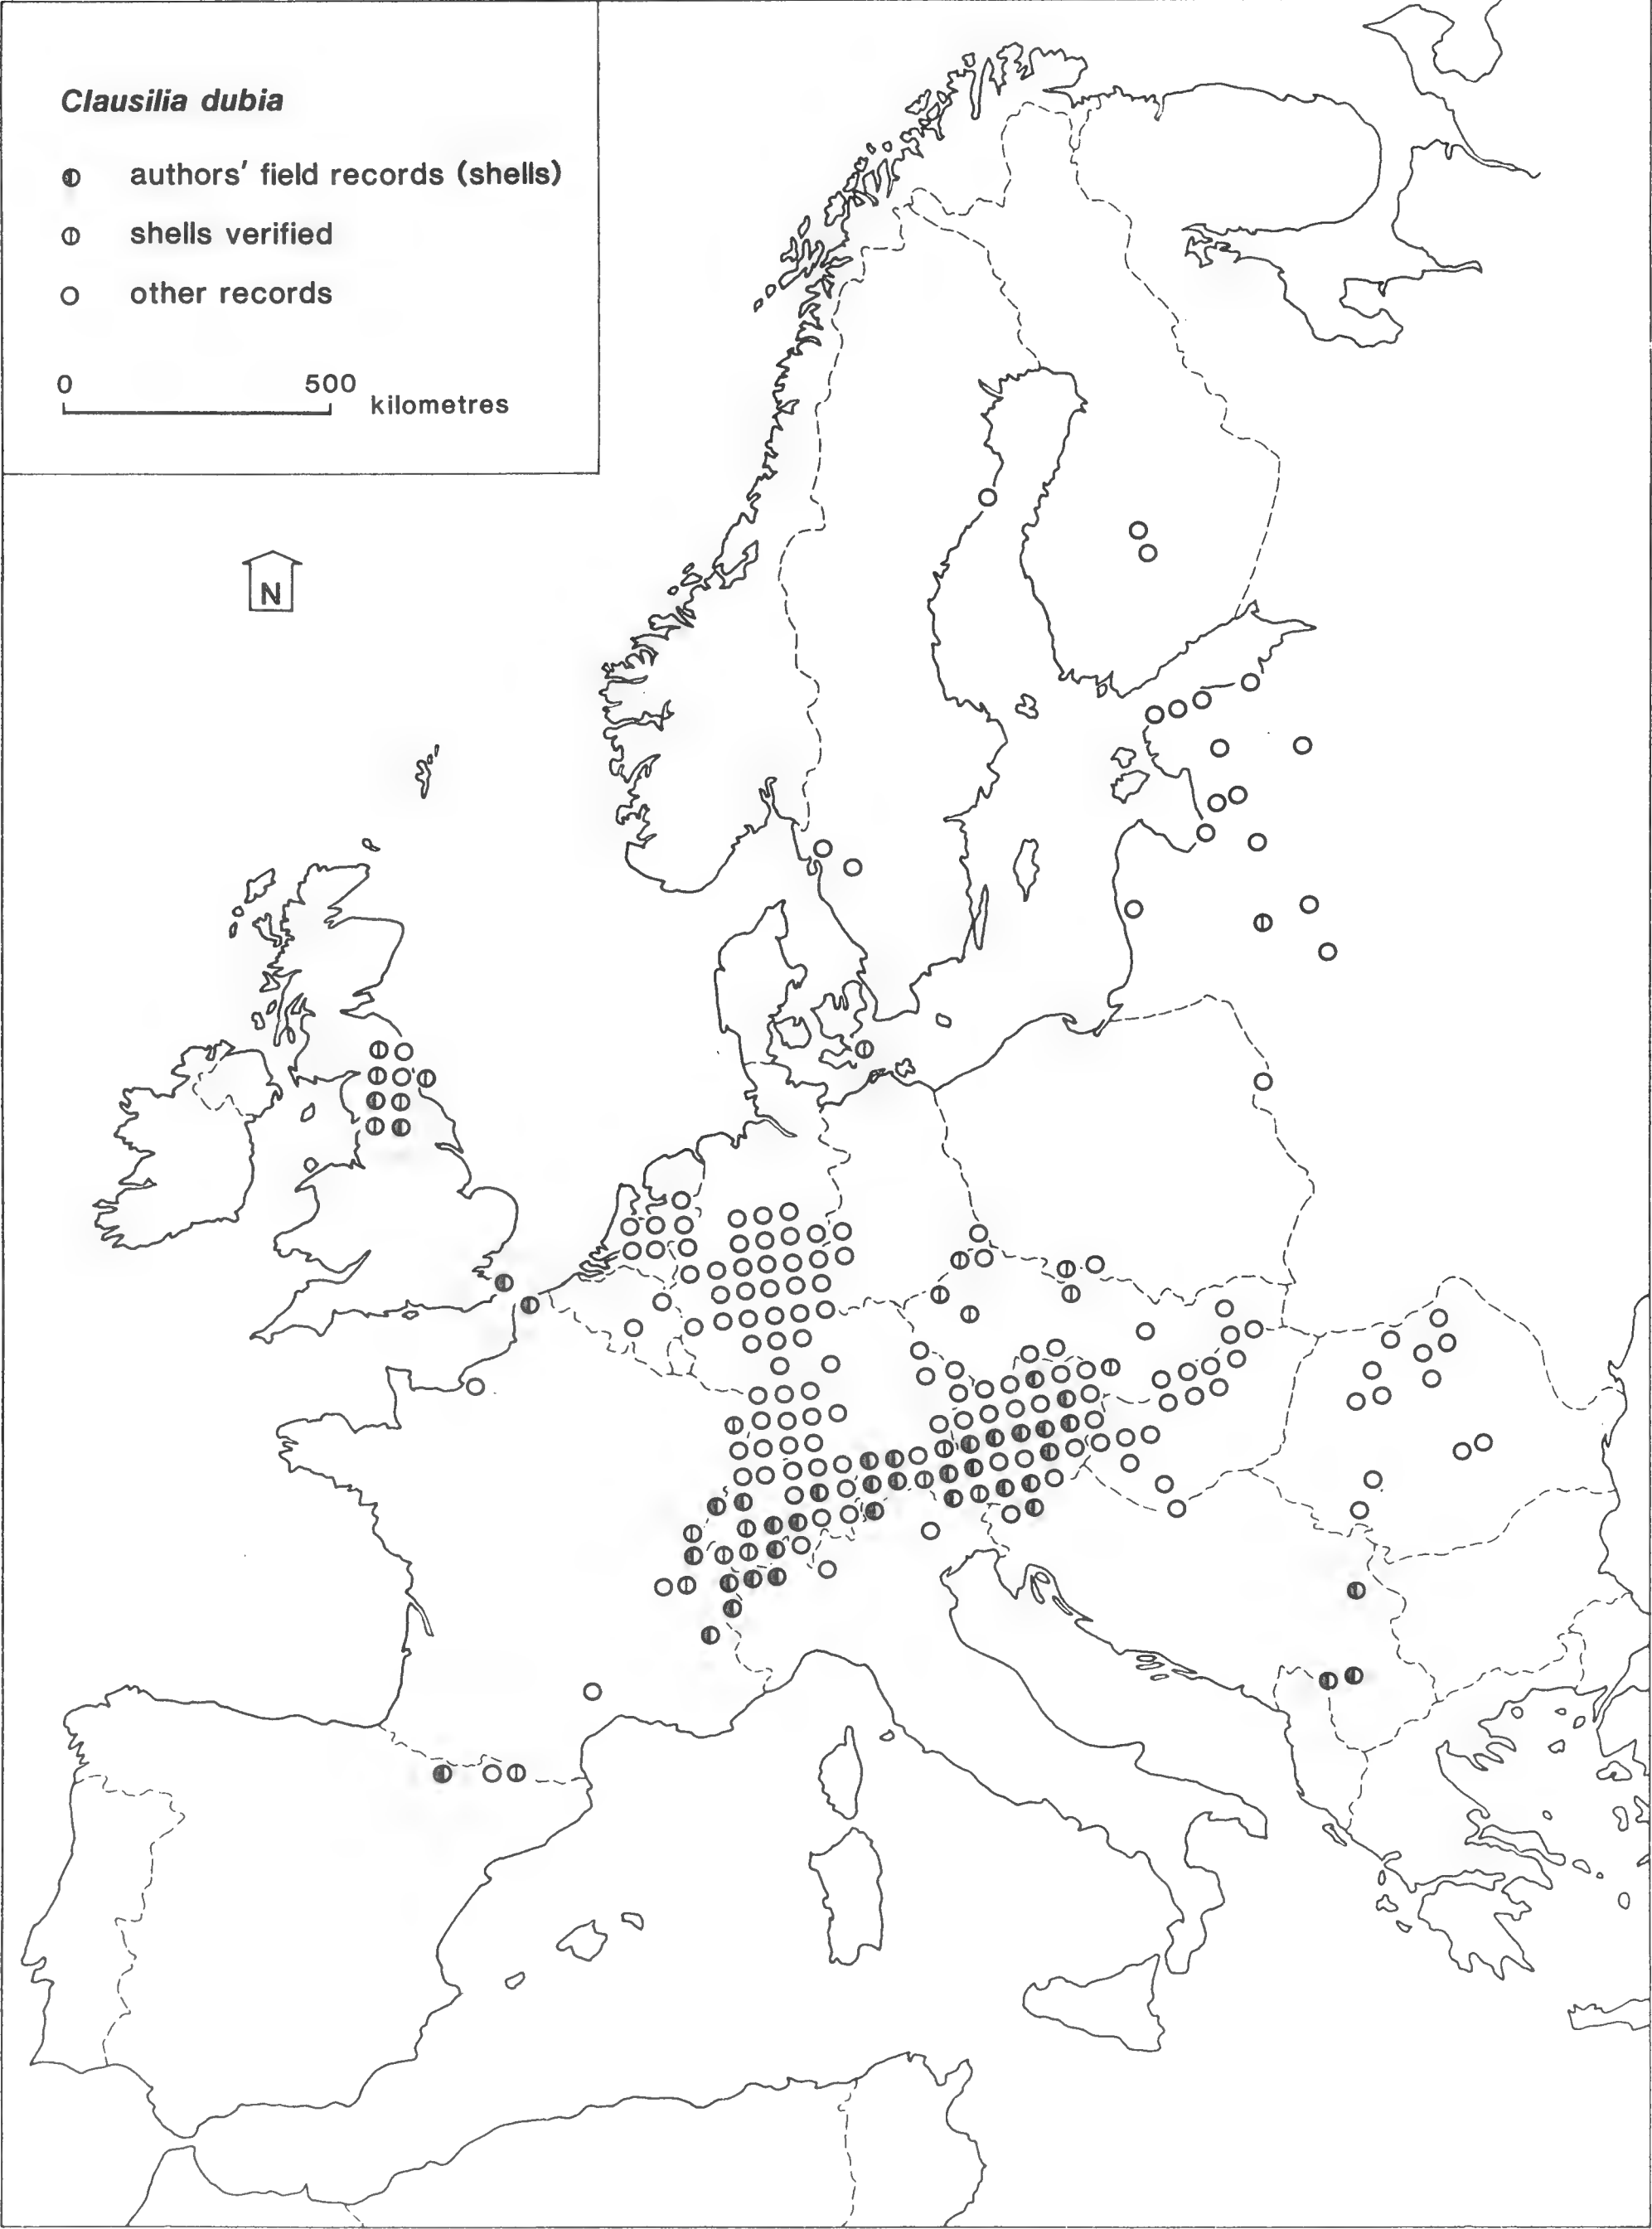 Clausilia dubia
authors' field records (shells)
shells verified
other records
0 500 kilometres
N